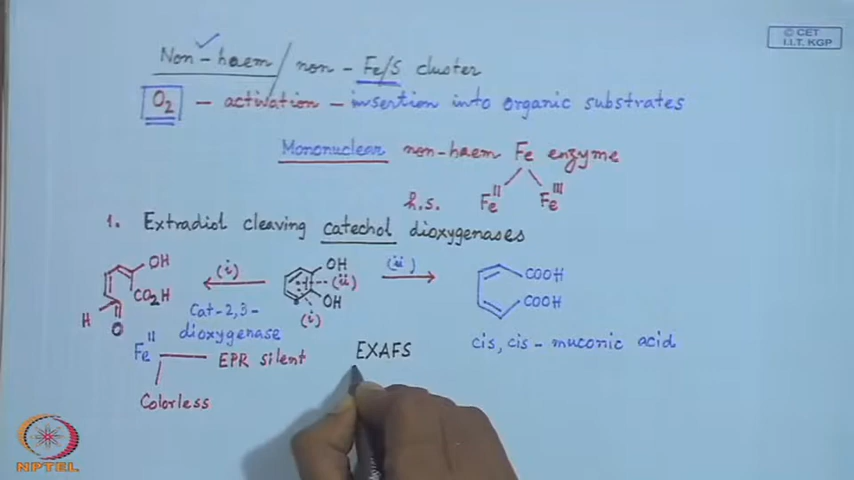 © CET
I.I.T. KGP
Non-haem / non-Fe/S cluster
O2 - activation - insertion into organic substrates
Mononuclear non-haem Fe enzyme
h.s. FeII FeIII
1. Extradiol cleaving catechol dioxygenases
OH (i) OH (ii) COOH
CO2H (ii)
H O Cat-2,3- OH COOH
dioxygenase (i)
FeII EPR silent EXAFS cis, cis - muconic acid
Colorless
NPTEL